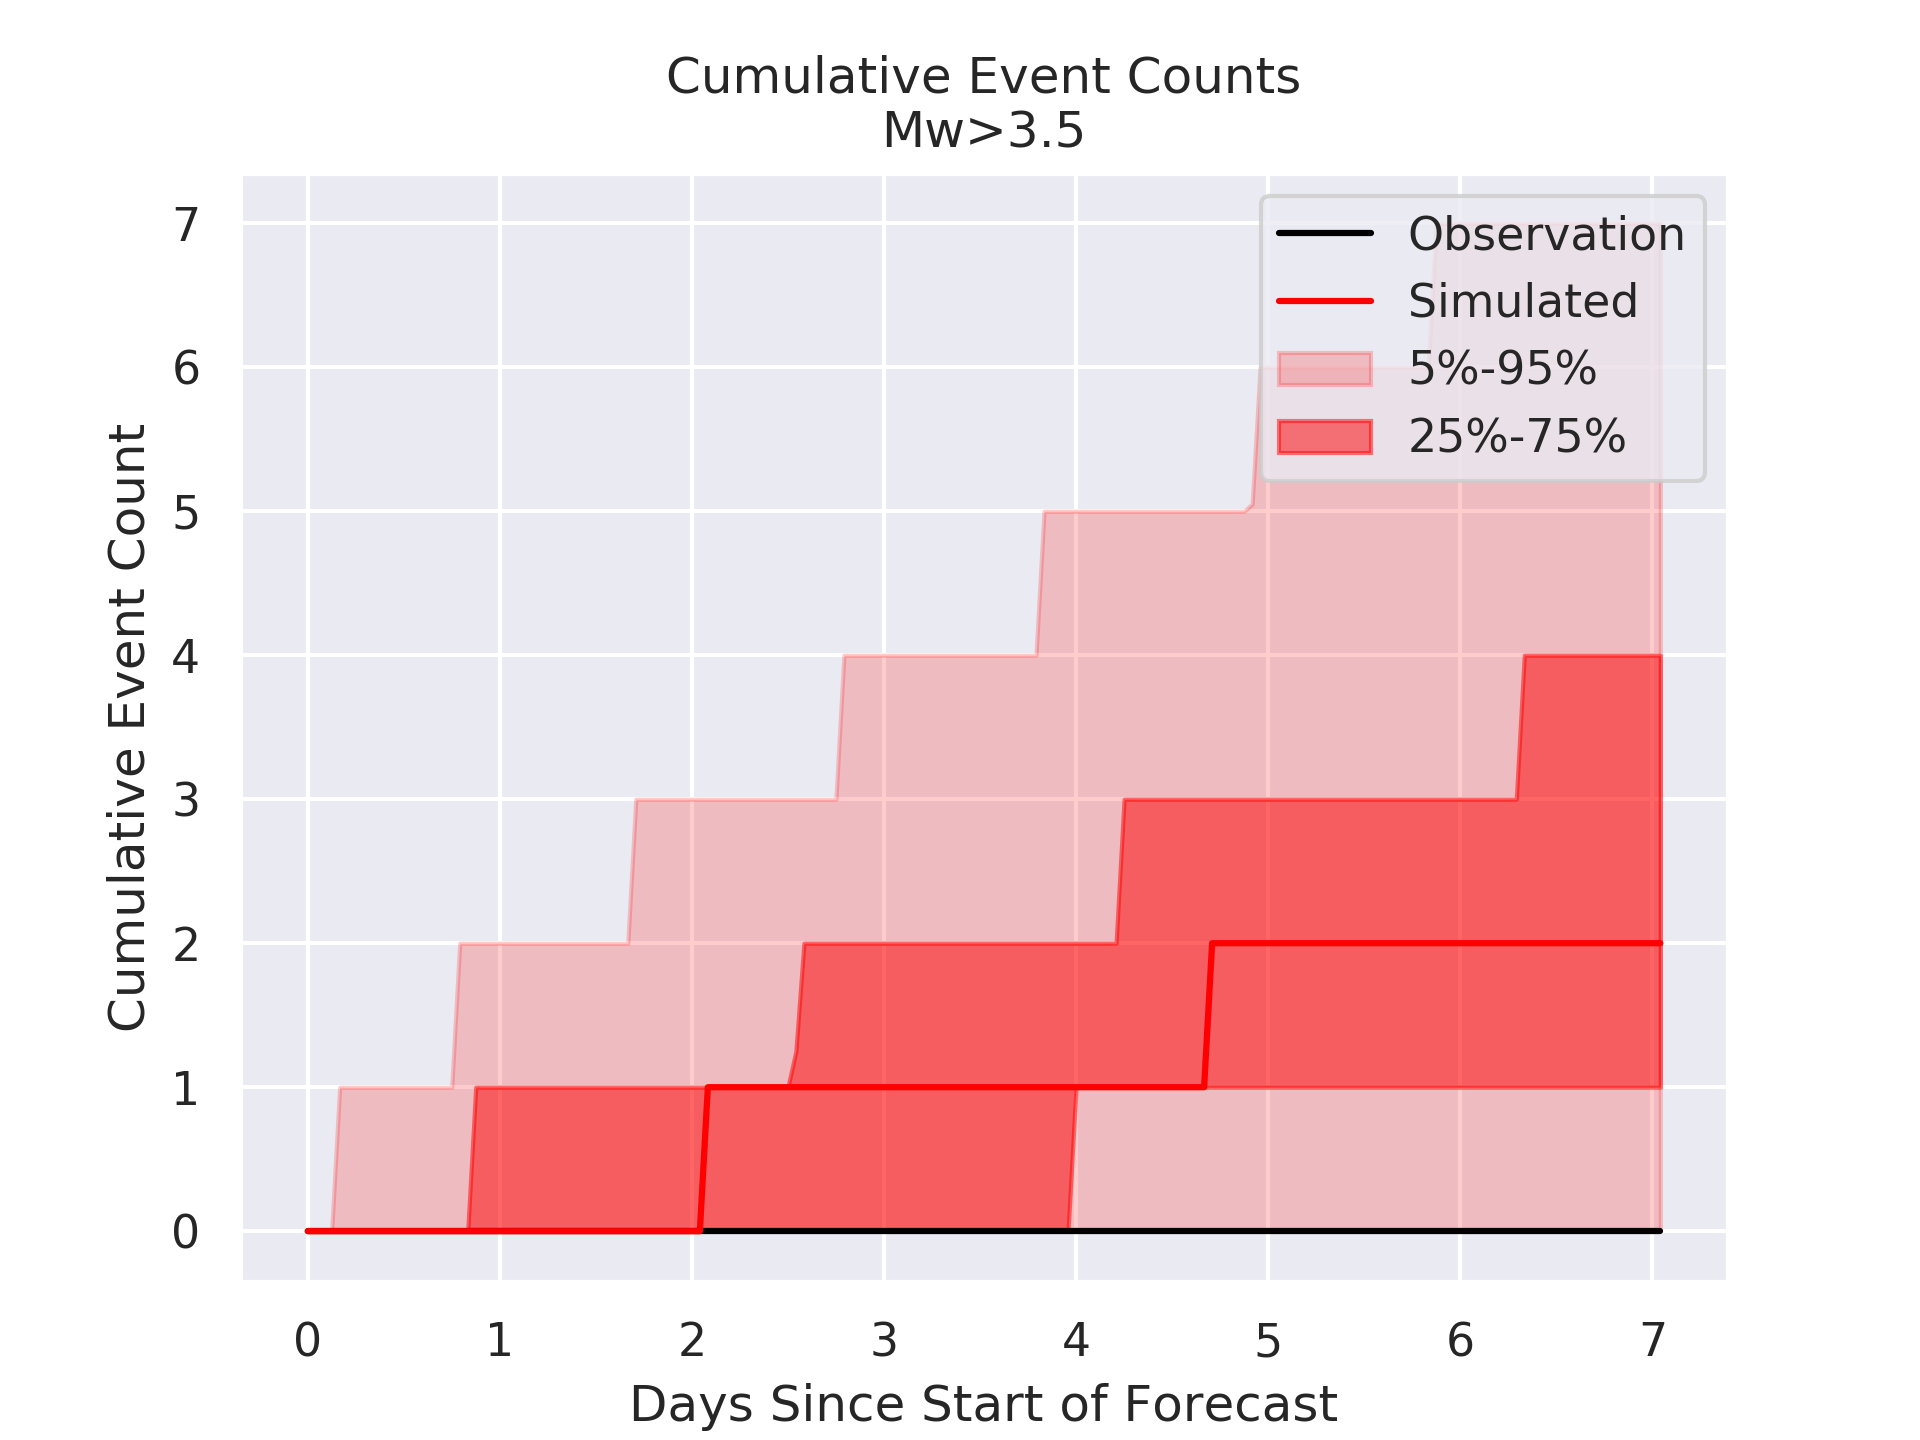 Cumulative Event Counts
Mw>3.5
Cumulative Event Count
7
6
5
4
3
2
1
0
Observation
Simulated
5%-95%
25%-75%
0 1 2 3 4 5 6 7
Days Since Start of Forecast